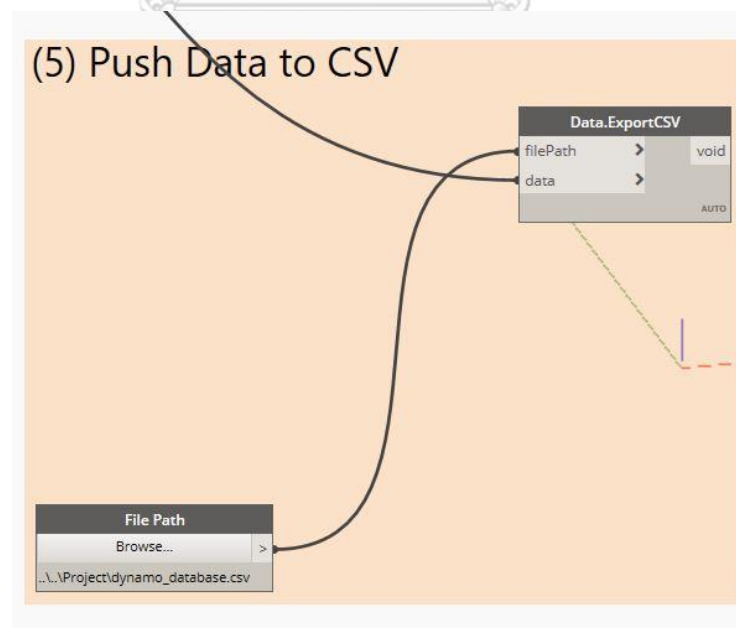 (5) Push Data to CSV
Data.ExportCSV
filePath > void
data >
AUTO
File Path
Browse... >
..\..\Project\dynamo_database.csv